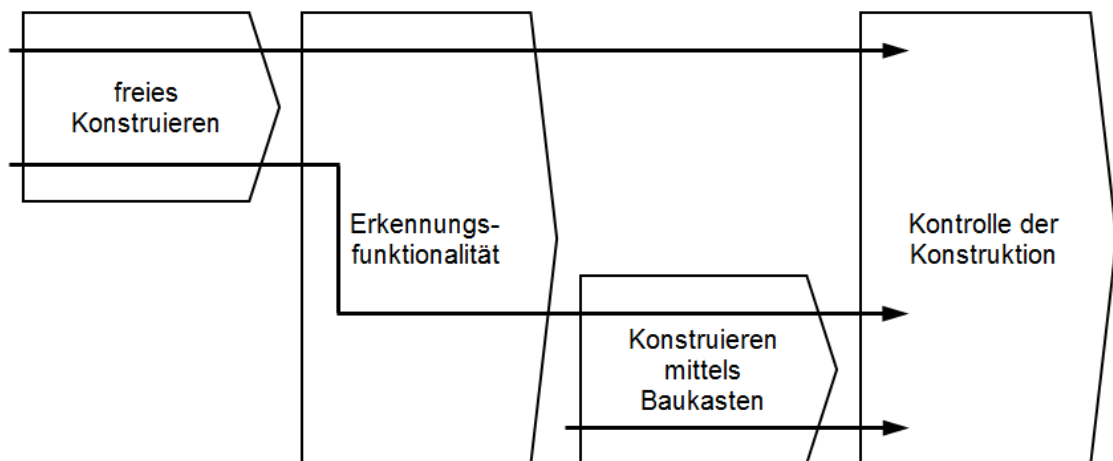 freies
Konstruieren
Erkennungs-
funktionalität
Konstruieren
mittels
Baukasten
Kontrolle der
Konstruktion